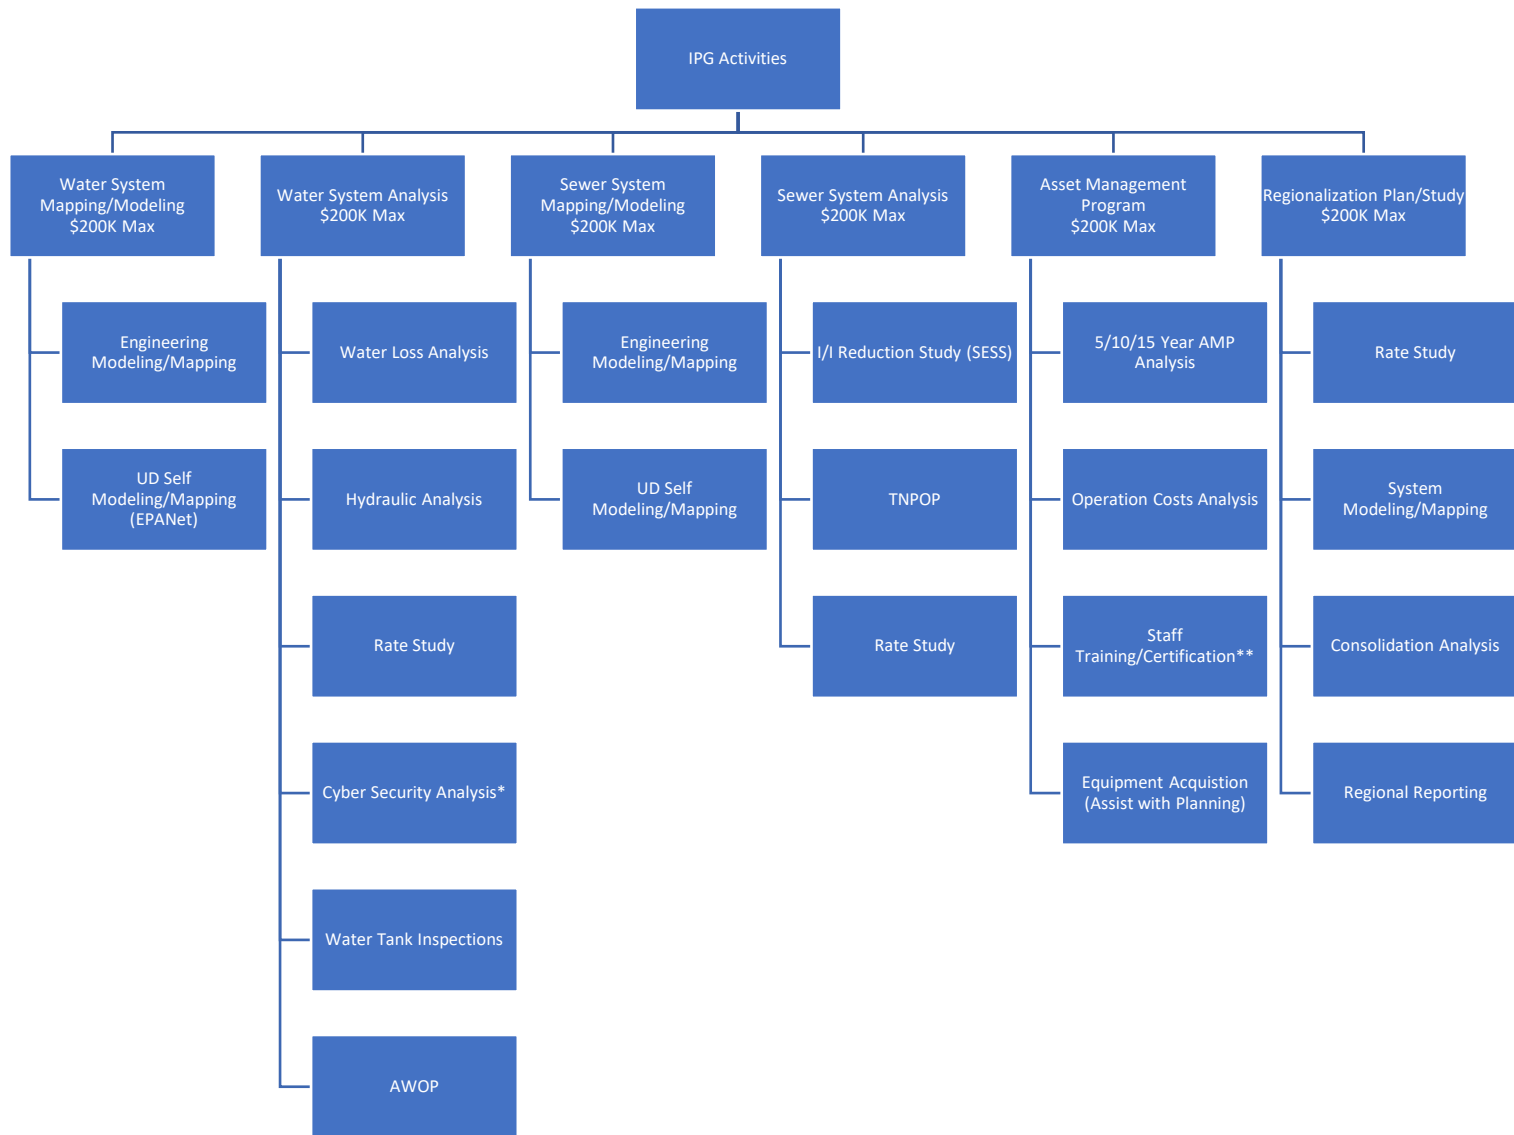 IPG Activities
Water System
Mapping/Modeling
$200K Max
Water System Analysis
$200K Max
Sewer System
Mapping/Modeling
$200K Max
Sewer System Analysis
$200K Max
Asset Management
Program
$200K Max
Regionalization Plan/Study
$200K Max
Engineering
Modeling/Mapping
UD Self
Modeling/Mapping
(EPANet)
Water Loss Analysis
Hydraulic Analysis
Rate Study
Cyber Security Analysis*
Water Tank Inspections
AWOP
Engineering
Modeling/Mapping
UD Self
Modeling/Mapping
I/I Reduction Study (SESS)
TNPOP
Rate Study
5/10/15 Year AMP
Analysis
Operation Costs Analysis
Staff
Training/Certification**
Equipment Acquistion
(Assist with Planning)
Rate Study
System
Modeling/Mapping
Consolidation Analysis
Regional Reporting